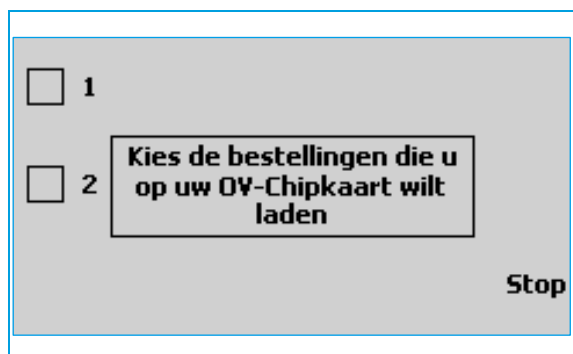 1
2
Kies de bestellingen die u
op uw OV-Chipkaart wilt
laden
Stop